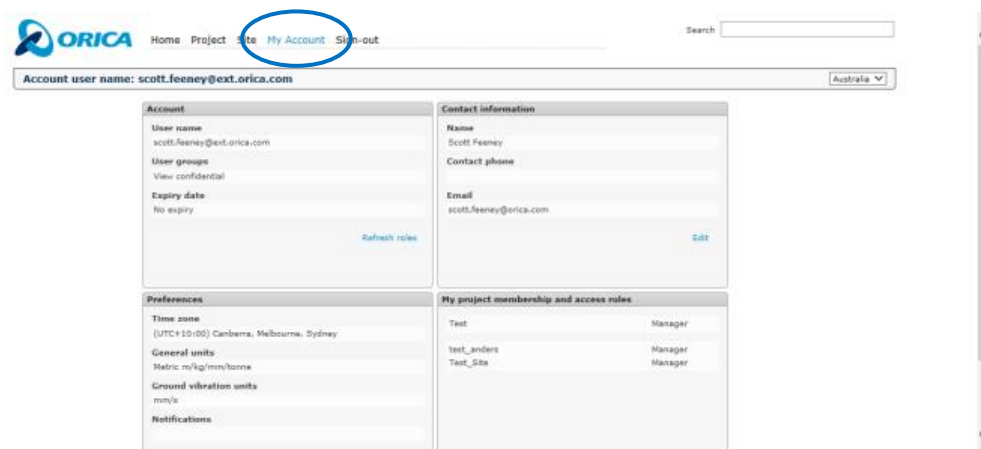 ORICA
Home Project Site My Account Sign-out
Search
Account user name: scott.feeney@ext.orica.com
Australia
Account
User name
scott.feeney@ext.orica.com
User groups
View confidential
Expiry date
No expiry
Refresh roles
Contact information
Name
Scott Feeney
Contact phone
Email
scott.feeney@orica.com
Edit
Preferences
Time zone
(UTC+10:00) Canberra, Melbourne, Sydney
General units
Metric m/kg/mm/tonne
Ground vibration units
mm/s
Notifications
My project membership and access roles
Test Manager
test_anders Manager
Test_Site Manager